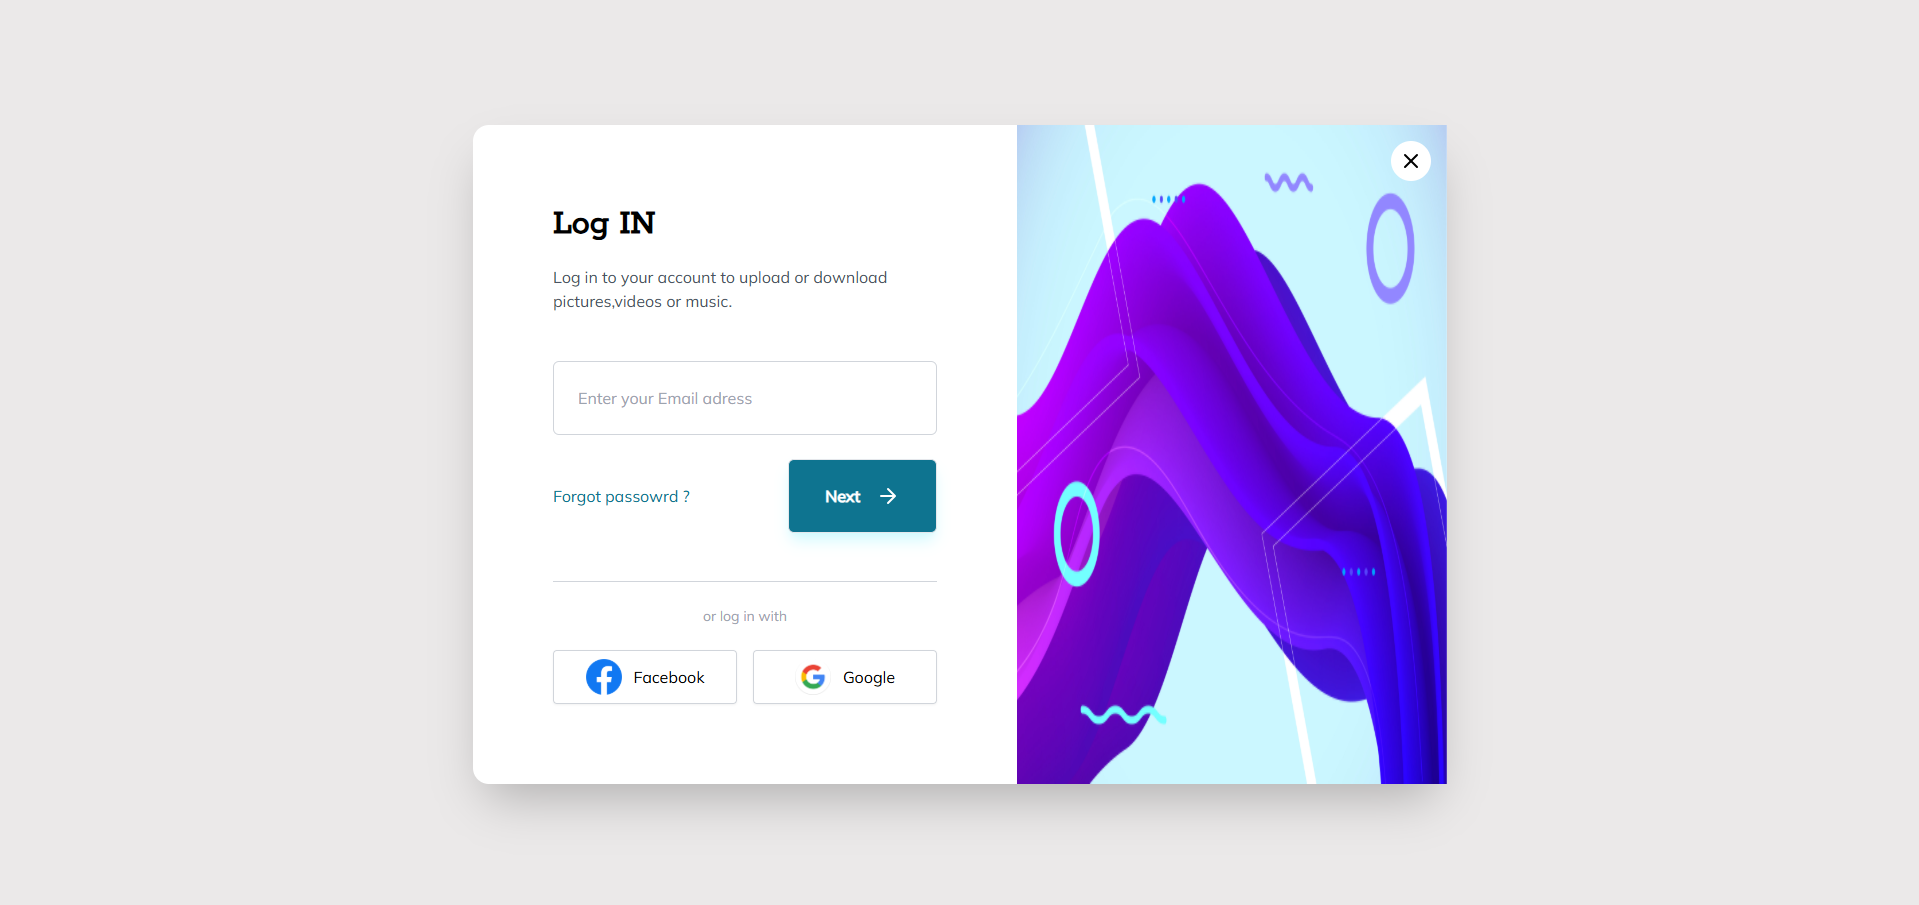 Log IN
Log in to your account to upload or download
pictures,videos or music.
Enter your Email adress
Forgot passowrd ?
Next
or log in with
Facebook
Google